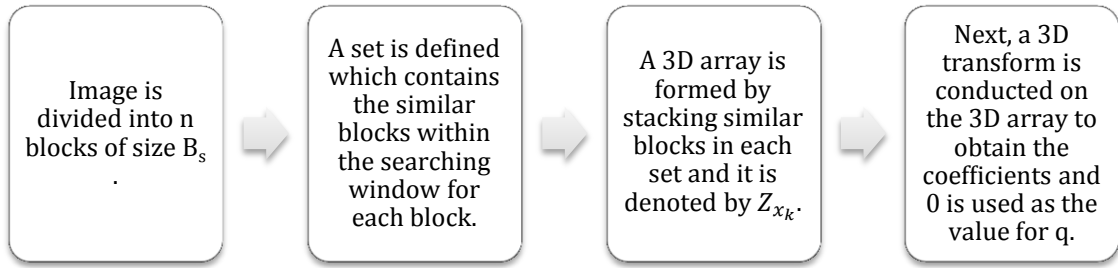 Image is
divided into n
blocks of size Bₛ
.
A set is defined
which contains
the similar
blocks within
the searching
window for
each block.
A 3D array is
formed by
stacking similar
blocks in each
set and it is
denoted by Z_{x_k}.
Next, a 3D
transform is
conducted on
the 3D array to
obtain the
coefficients and
0 is used as the
value for q.